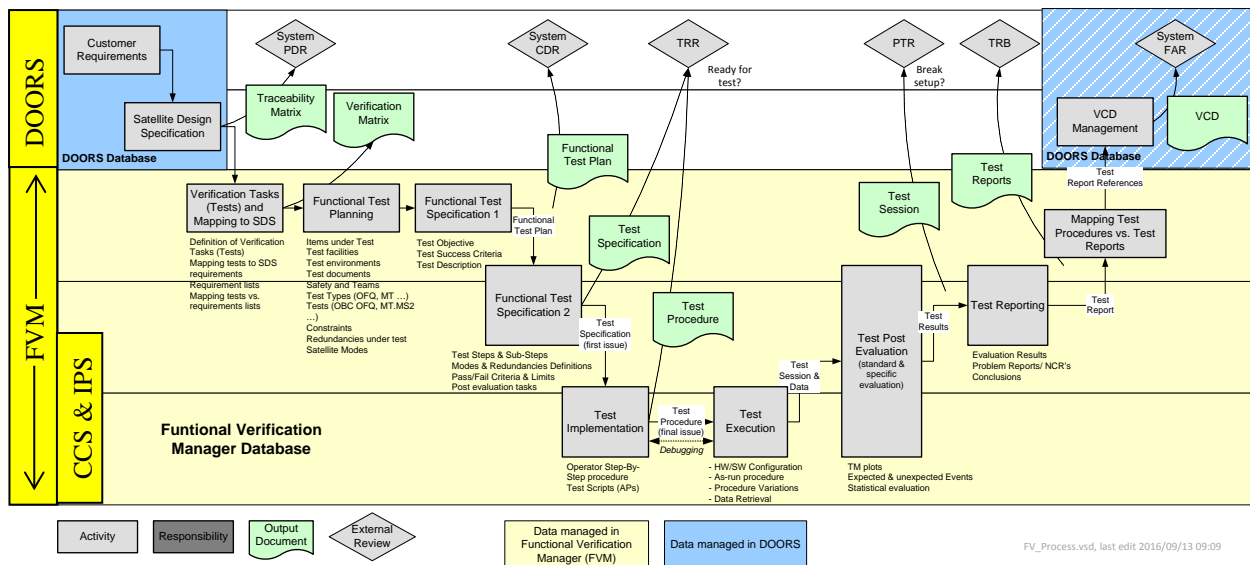 DOORS
FVM
CCS & IPS
Customer
Requirements
Satellite Design
Specification
DOORS Database
System
PDR
Traceability
Matrix
Verification
Matrix
System
CDR
Functional
Test Plan
TRR
Ready for
test?
PTR
Break
setup?
TRB
System
FAR
VCD
Management
VCD
DOORS Database
Test
Report References
Verification Tasks
(Tests) and
Mapping to SDS
Definition of Verification
Tasks (Tests)
Mapping tests to SDS
requirements
Requirement lists
Mapping tests vs.
requirements lists
Functional Test
Planning
Items under Test
Test facilities
Test environments
Test documents
Safety and Teams
Test Types (OFQ, MT …)
Tests (OBC OFQ, MT.MS2
…)
Constraints
Redundancies under test
Satellite Modes
Functional Test
Specification 1
Test Objective
Test Success Criteria
Test Description
Functional
Test Plan
Test
Specification
Functional Test
Specification 2
Test Steps & Sub-Steps
Modes & Redundancies Definitions
Pass/Fail Criteria & Limits
Post evaluation tasks
Test
Specification
(first issue)
Test
Procedure
Test
Implementation
Operator Step-By-
Step procedure
Test Scripts (APs)
Test
Procedure
(final issue)
Debugging
Test
Execution
- HW/SW Configuration
- As-run procedure
- Procedure Variations
- Data Retrieval
Test
Session
& Data
Test Post
Evaluation
(standard &
specific
evaluation)
TM plots
Expected & unexpected Events
Statistical evaluation
Test
Session
Test
Results
Test
Reports
Test Reporting
Evaluation Results
Problem Reports/ NCR's
Conclusions
Test
Report
Mapping Test
Procedures vs. Test
Reports
Funtional Verification
Manager Database
Activity
Responsibility
Output
Document
External
Review
Data managed in
Functional Verification
Manager (FVM)
Data managed in DOORS
FV_Process.vsd, last edit 2016/09/13 09:09